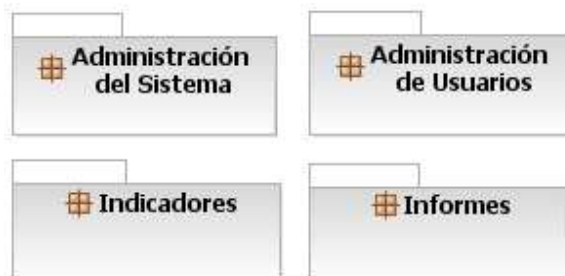 Administración
del Sistema
Administración
de Usuarios
Indicadores
Informes